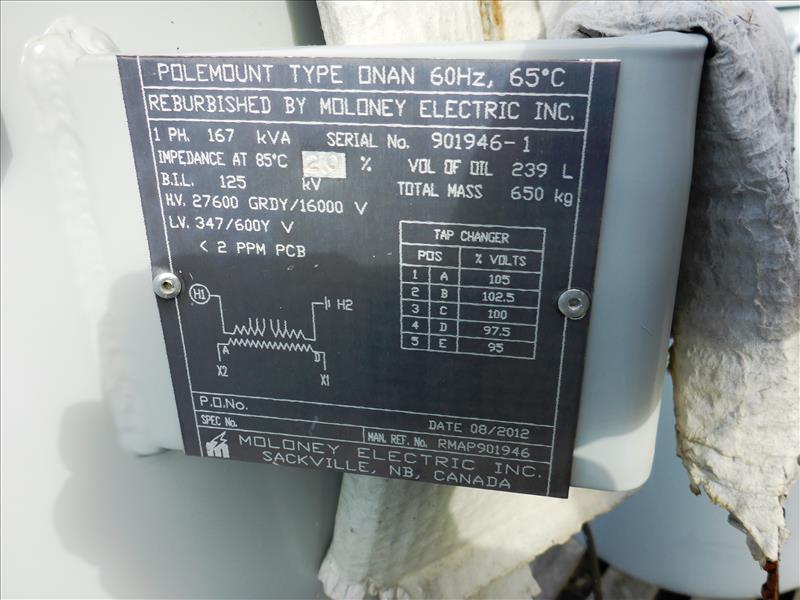 POLEMOUNT TYPE ONAN 60Hz, 65°C
REBURBISHED BY MOLONEY ELECTRIC INC.
1 PH. 167 kVA SERIAL No. 901946-1
IMPEDANCE AT 85°C 2.0 % VOL OF OIL 239 L
B.I.L. 125 kV TOTAL MASS 650 kg
H.V. 27600 GRDY/16000 V
L.V. 347/600Y V
< 2 PPM PCB
TAP CHANGER
POS % VOLTS
1 A 105
2 B 102.5
3 C 100
4 D 97.5
5 E 95
H1 H2
A D
X2 X1
P.O.No.
SPEC No. DATE 08/2012
MAN. REF. No. RMAP901946
MOLONEY ELECTRIC INC.
SACKVILLE, NB, CANADA